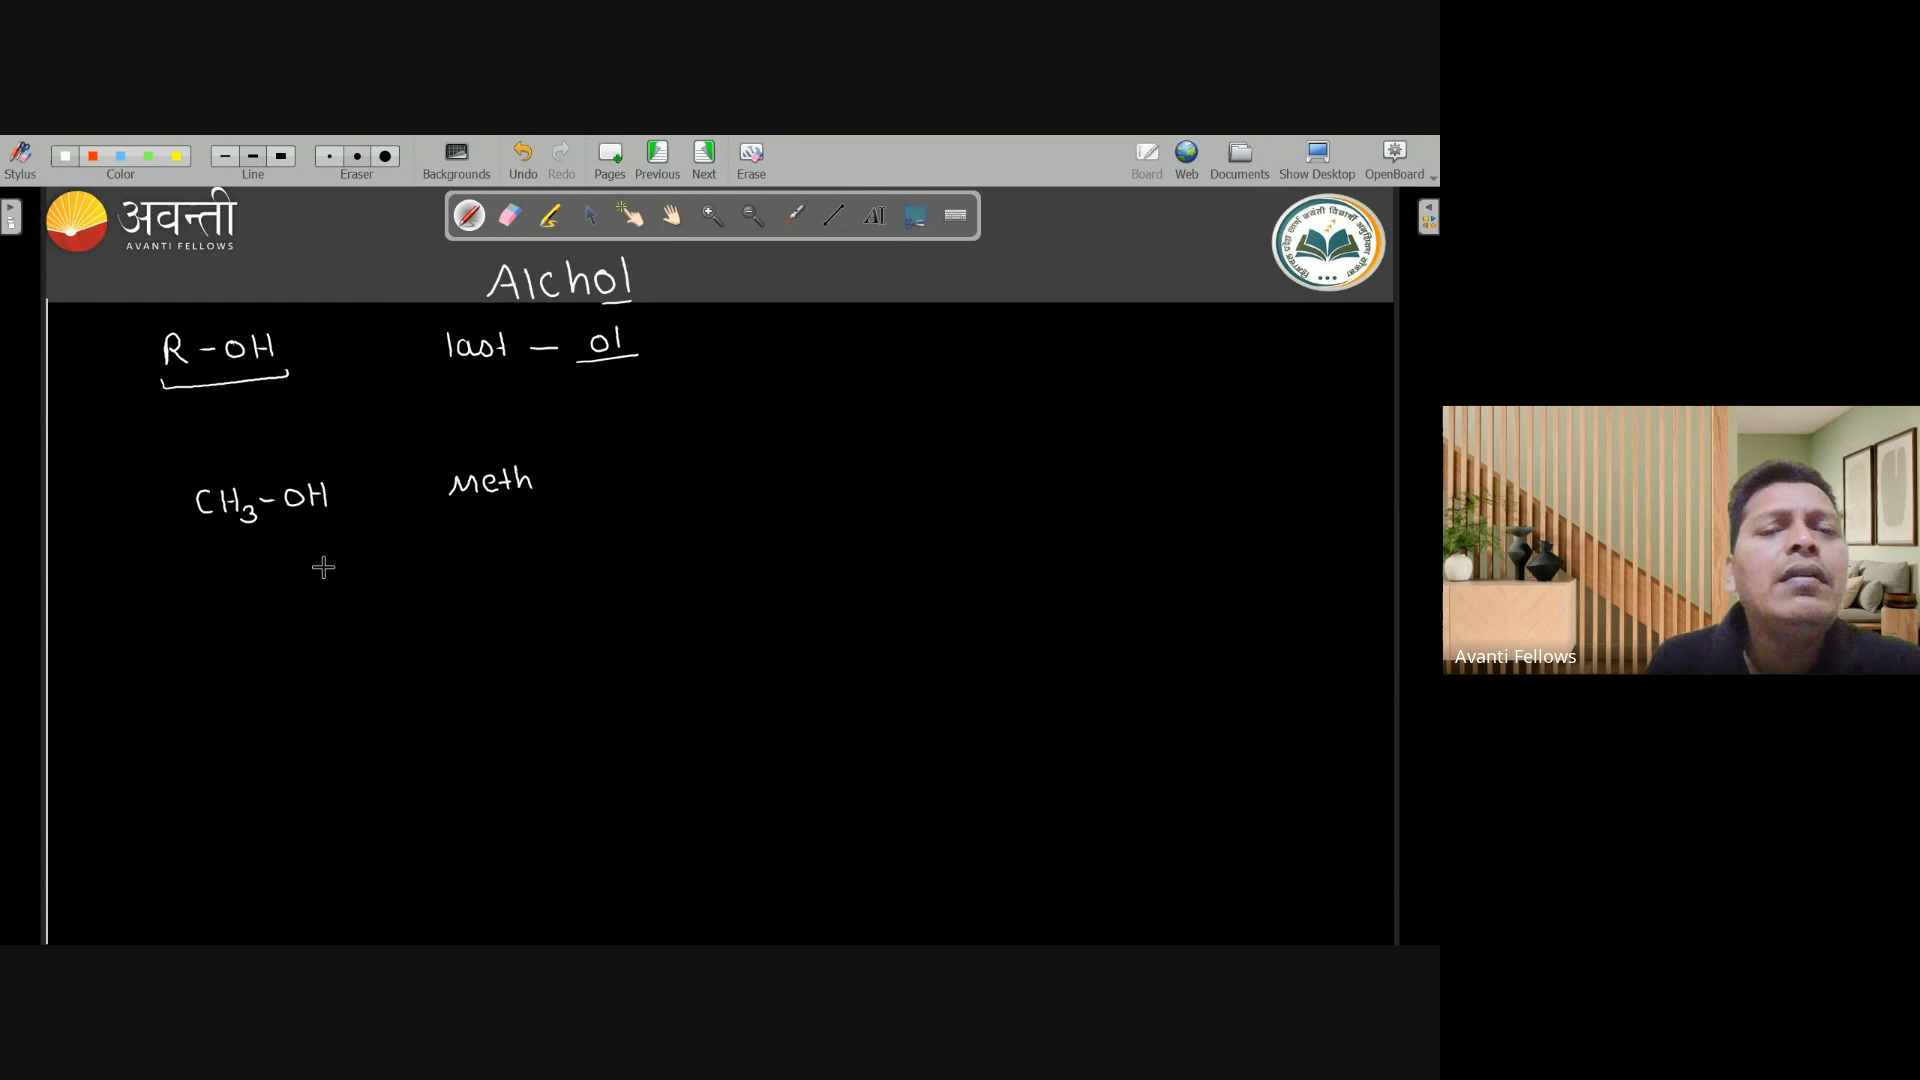 Stylus Color Line Eraser Backgrounds Undo Redo Pages Previous Next Erase Board Web Documents Show Desktop OpenBoard
अवन्ती
AVANTI FELLOWS
AI
Alchol
R-OH last - ol
CH3-OH Meth
Avanti Fellows